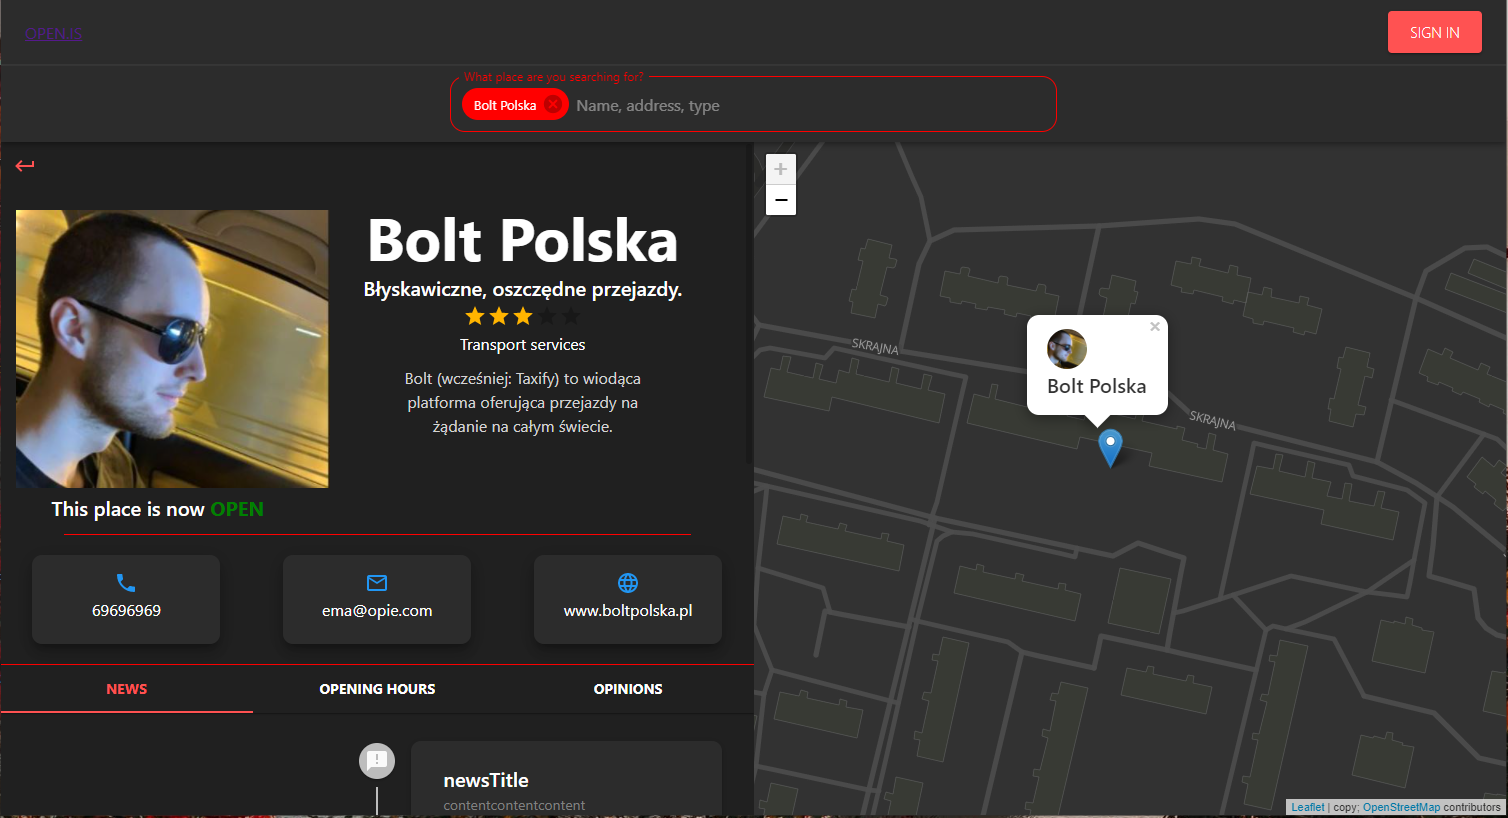 OPEN.IS
SIGN IN
What place are you searching for?
Bolt Polska
Name, address, type
Bolt Polska
Błyskawiczne, oszczędne przejazdy.
Transport services
Bolt (wcześniej: Taxify) to wiodąca
platforma oferująca przejazdy na
żądanie na całym świecie.
This place is now OPEN
69696969
ema@opie.com
www.boltpolska.pl
NEWS
OPENING HOURS
OPINIONS
newsTitle
contentcontentcontent
+
−
SKRAJNA
×
Bolt Polska
SKRAJNA
Leaflet | copy; OpenStreetMap contributors